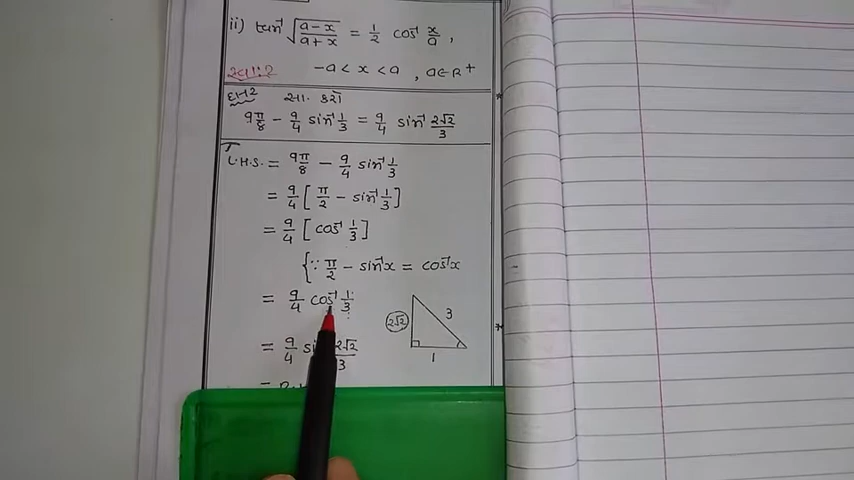 ii) tan⁻¹ √(a-x / a+x) = 1/2 cos⁻¹ x/a ,
-a < x < a , a∈R⁺
સા. કરો
9π/8 - 9/4 sin⁻¹ 1/3 = 9/4 sin⁻¹ 2√2/3
L.H.S. = 9π/8 - 9/4 sin⁻¹ 1/3
= 9/4 [ π/2 - sin⁻¹ 1/3 ]
= 9/4 [ cos⁻¹ 1/3 ]
{∵ π/2 - sin⁻¹x = cos⁻¹x
= 9/4 cos⁻¹ 1/3
2√2 3
1
= 9/4 2√2/3
=